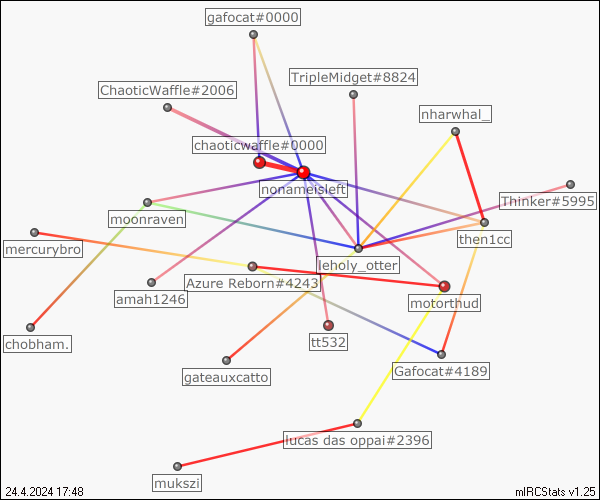 gafocat#0000
TripleMidget#8824
ChaoticWaffle#2006
nharwhal_
chaoticwaffle#0000
nonameisleft
Thinker#5995
moonraven
then1cc
mercurybro
leholy_otter
Azure Reborn#4243
amah1246
motorthud
chobham.
tt532
Gafocat#4189
gateauxcatto
lucas das oppai#2396
mukszi
24.4.2024 17:48
mIRCStats v1.25